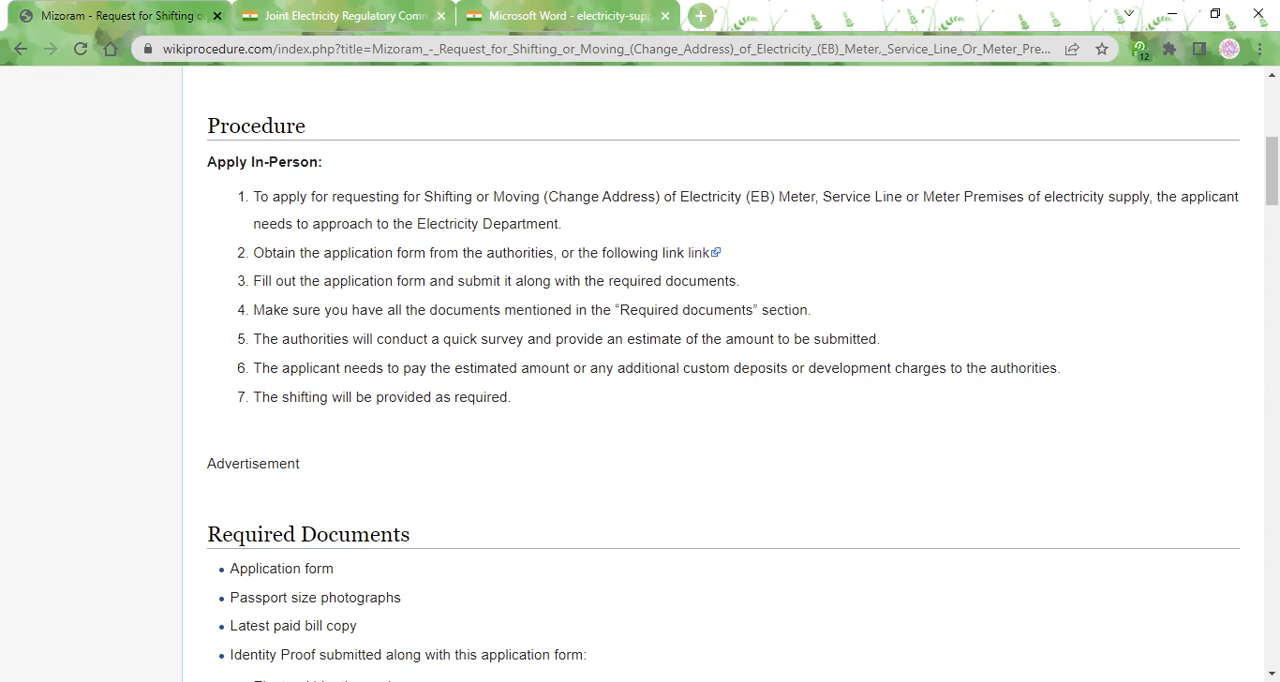 Mizoram - Request for Shifting o
Joint Electricity Regulatory Comm
Microsoft Word - electricity-supp
wikiprocedure.com/index.php?title=Mizoram_-_Request_for_Shifting_or_Moving_(Change_Address)_of_Electricity_(EB)_Meter,_Service_Line_Or_Meter_Pre...
12
Procedure
Apply In-Person:
1. To apply for requesting for Shifting or Moving (Change Address) of Electricity (EB) Meter, Service Line or Meter Premises of electricity supply, the applicant
needs to approach to the Electricity Department.
2. Obtain the application form from the authorities, or the following link link
3. Fill out the application form and submit it along with the required documents.
4. Make sure you have all the documents mentioned in the “Required documents” section.
5. The authorities will conduct a quick survey and provide an estimate of the amount to be submitted.
6. The applicant needs to pay the estimated amount or any additional custom deposits or development charges to the authorities.
7. The shifting will be provided as required.
Advertisement
Required Documents
• Application form
• Passport size photographs
• Latest paid bill copy
• Identity Proof submitted along with this application form: